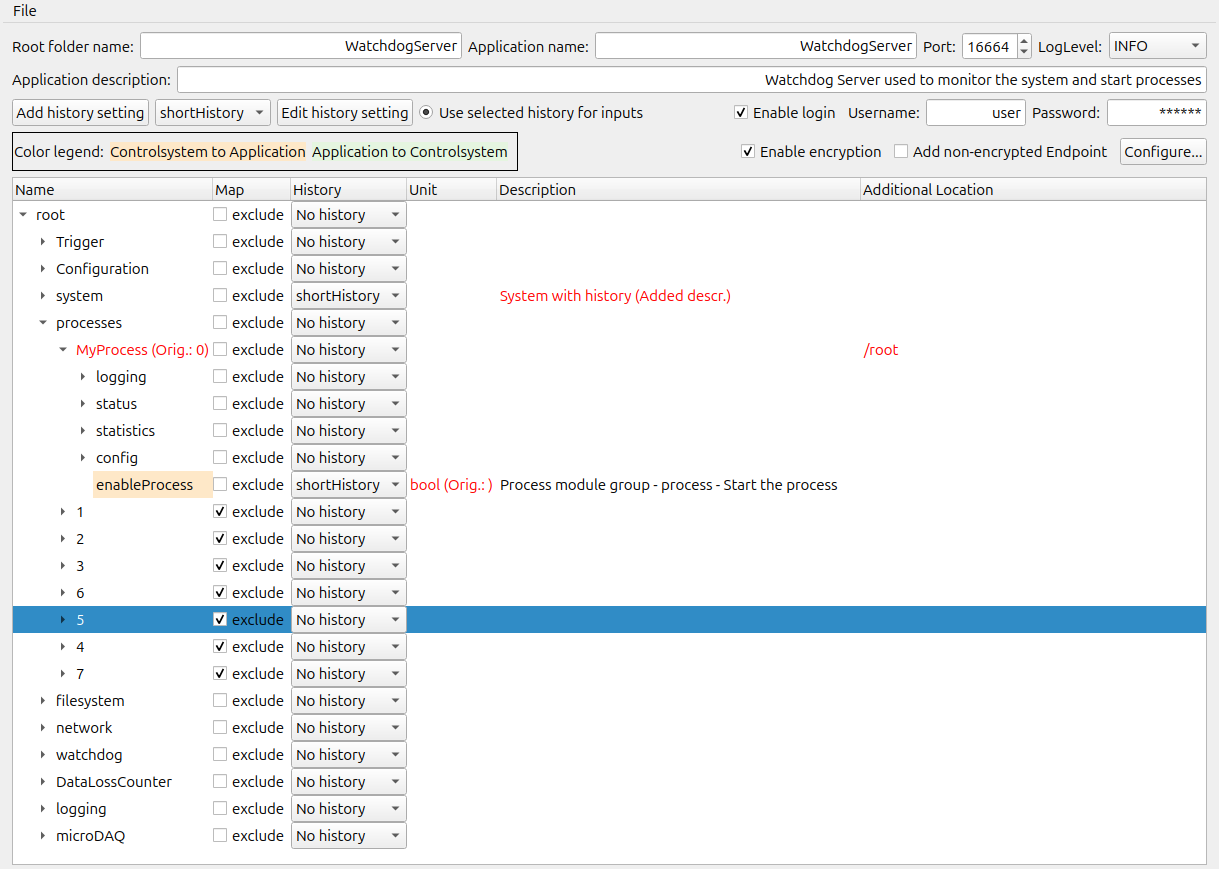 File
Root folder name: WatchdogServer Application name: WatchdogServer Port: 16664 LogLevel: INFO
Application description: Watchdog Server used to monitor the system and start processes
Add history setting shortHistory Edit history setting Use selected history for inputs Enable login Username: user Password: ******
Color legend: Controlsystem to Application Application to Controlsystem Enable encryption Add non-encrypted Endpoint Configure...
Name Map History Unit Description Additional Location
root exclude No history
Trigger exclude No history
Configuration exclude No history
system exclude shortHistory System with history (Added descr.)
processes exclude No history
MyProcess (Orig.: 0) exclude No history /root
logging exclude No history
status exclude No history
statistics exclude No history
config exclude No history
enableProcess exclude shortHistory bool (Orig.: ) Process module group - process - Start the process
1 exclude No history
2 exclude No history
3 exclude No history
6 exclude No history
5 exclude No history
4 exclude No history
7 exclude No history
filesystem exclude No history
network exclude No history
watchdog exclude No history
DataLossCounter exclude No history
logging exclude No history
microDAQ exclude No history